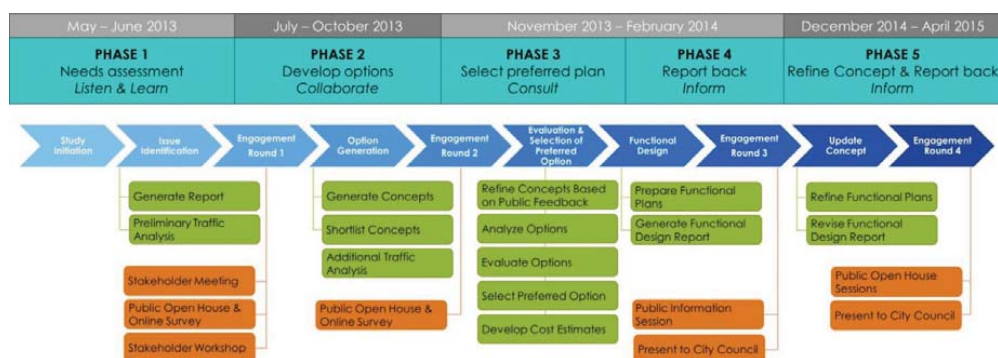 May – June 2013
July – October 2013
November 2013 – February 2014
December 2014 – April 2015
PHASE 1
Needs assessment
Listen & Learn
PHASE 2
Develop options
Collaborate
PHASE 3
Select preferred plan
Consult
PHASE 4
Report back
Inform
PHASE 5
Refine Concept & Report back
Inform
Study
Initiation
Issue
Identification
Engagement
Round 1
Option
Generation
Engagement
Round 2
Evaluation &
Selection of
Preferred
Option
Functional
Design
Engagement
Round 3
Update
Concept
Engagement
Round 4
Generate Report
Preliminary Traffic
Analysis
Stakeholder Meeting
Public Open House &
Online Survey
Stakeholder Workshop
Generate Concepts
Shortlist Concepts
Additional Traffic
Analysis
Public Open House &
Online Survey
Refine Concepts Based
on Public Feedback
Analyze Options
Evaluate Options
Select Preferred Option
Develop Cost Estimates
Prepare Functional
Plans
Generate Functional
Design Report
Public Information
Session
Present to City Council
Refine Functional Plans
Revise Functional
Design Report
Public Open House
Sessions
Present to City Council